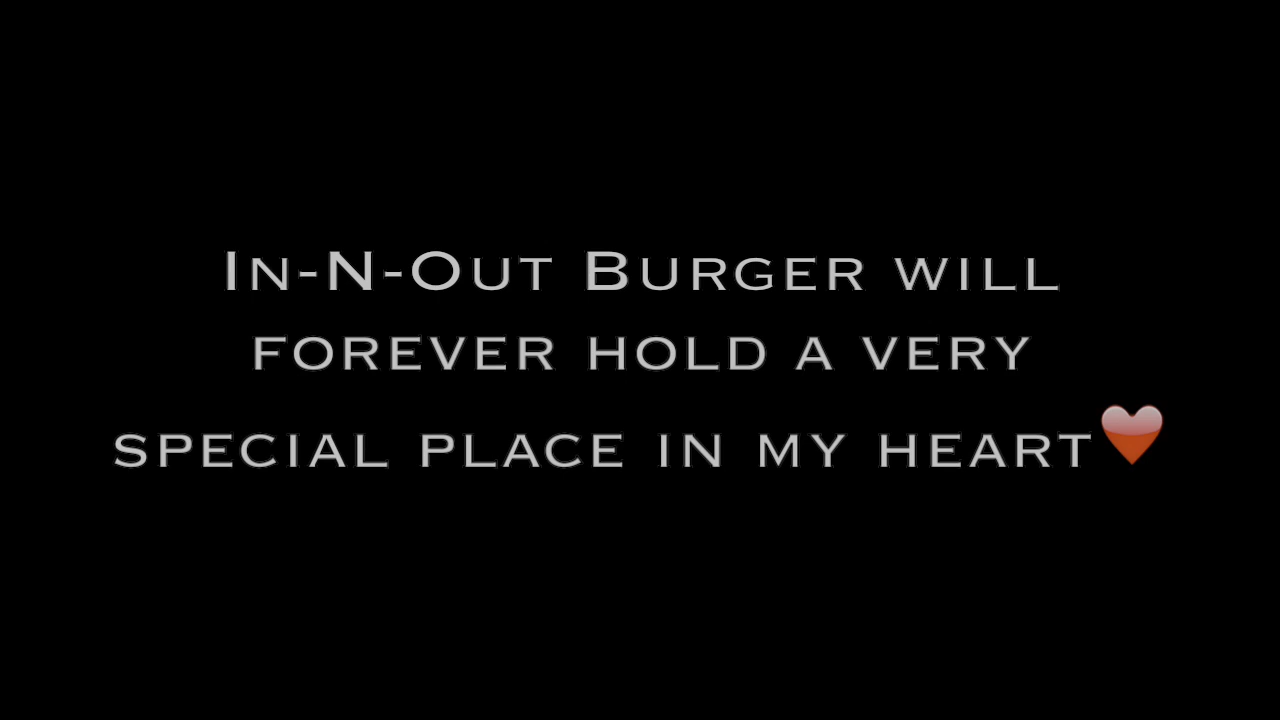 In-N-Out Burger will
forever hold a very
special place in my heart❤️